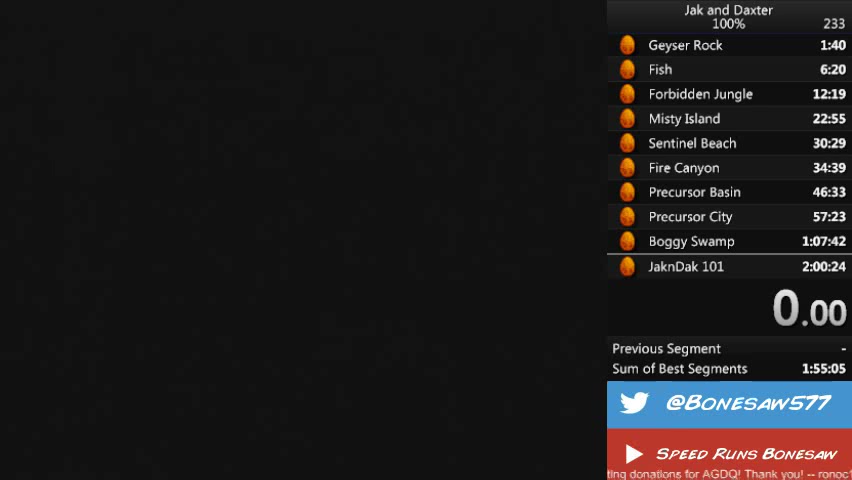 Jak and Daxter
100% 233
Geyser Rock 1:40
Fish 6:20
Forbidden Jungle 12:19
Misty Island 22:55
Sentinel Beach 30:29
Fire Canyon 34:39
Precursor Basin 46:33
Precursor City 57:23
Boggy Swamp 1:07:42
JaknDak 101 2:00:24
0.00
Previous Segment -
Sum of Best Segments 1:55:05
@Bonesaw577
Speed Runs Bonesaw
ting donations for AGDQ! Thank you! -- ronoc